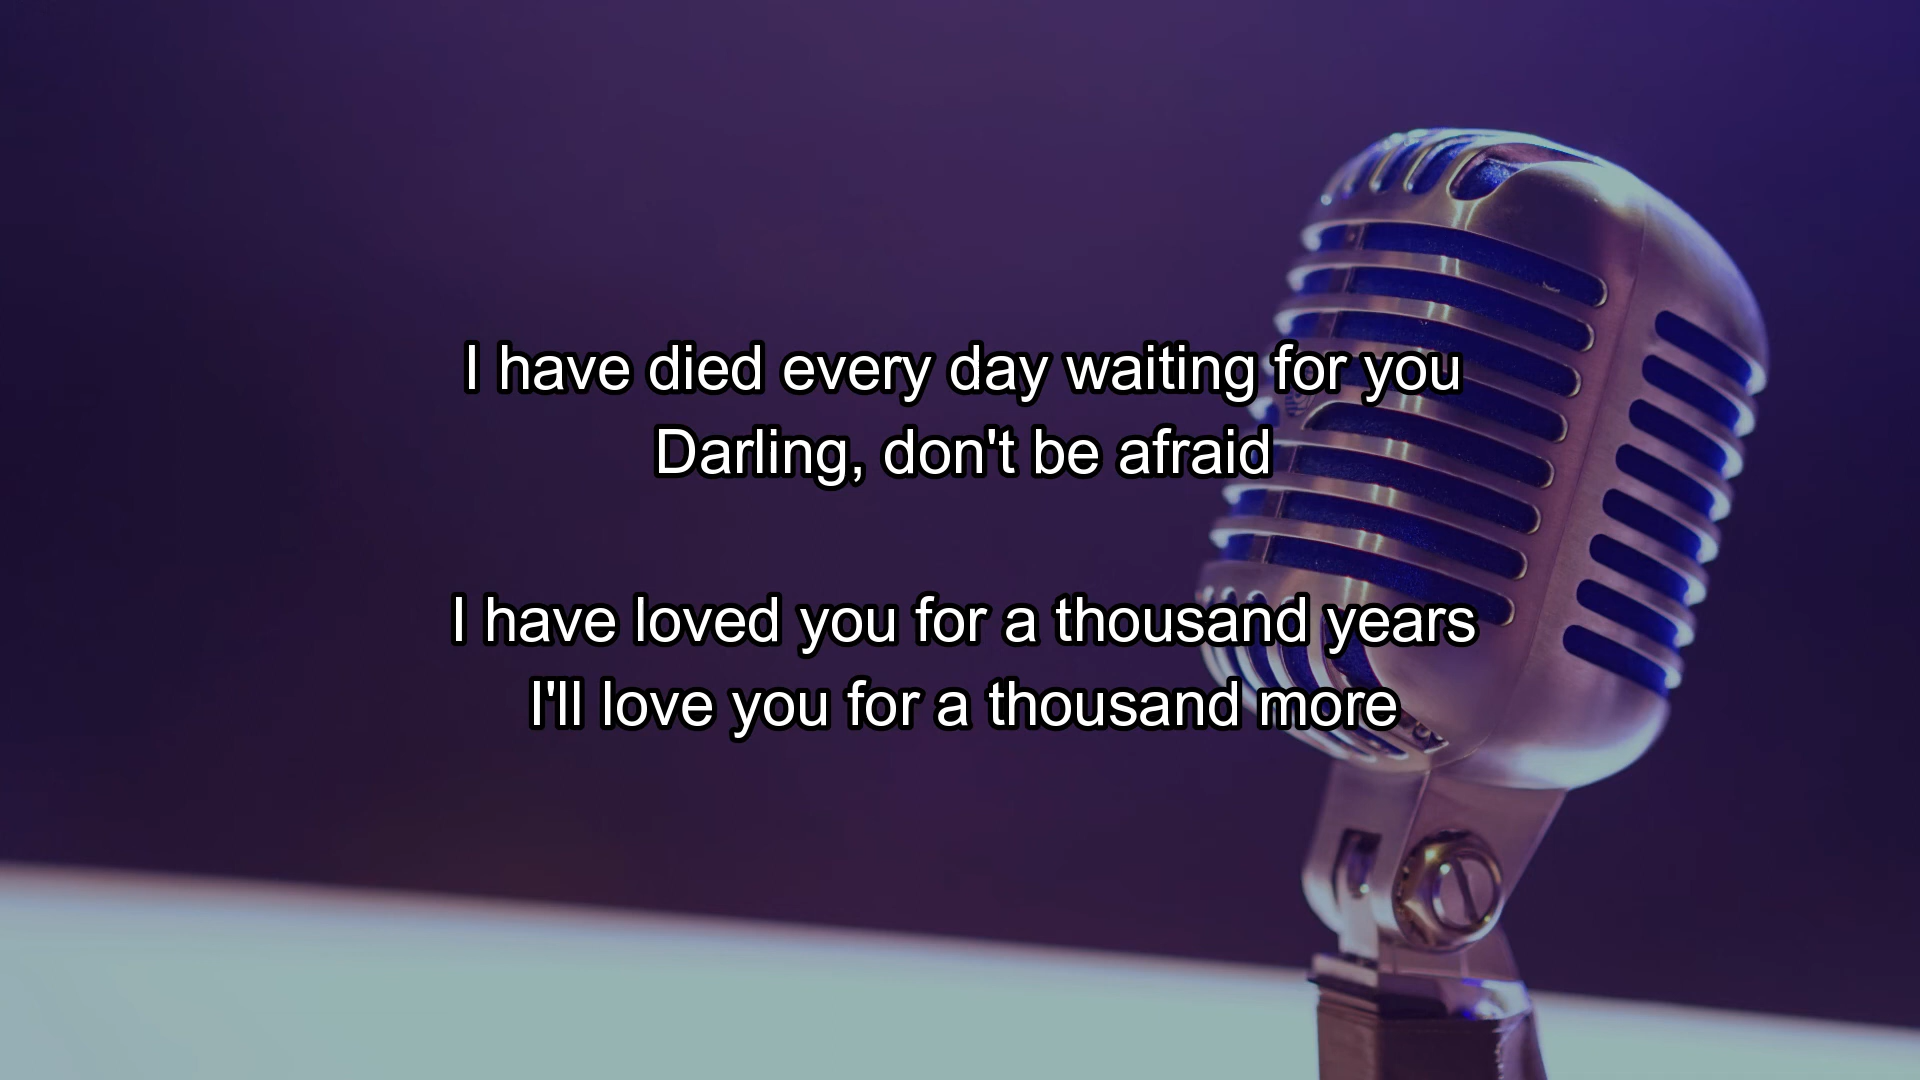 I have died every day waiting for you
Darling, don't be afraid
I have loved you for a thousand years
I'll love you for a thousand more